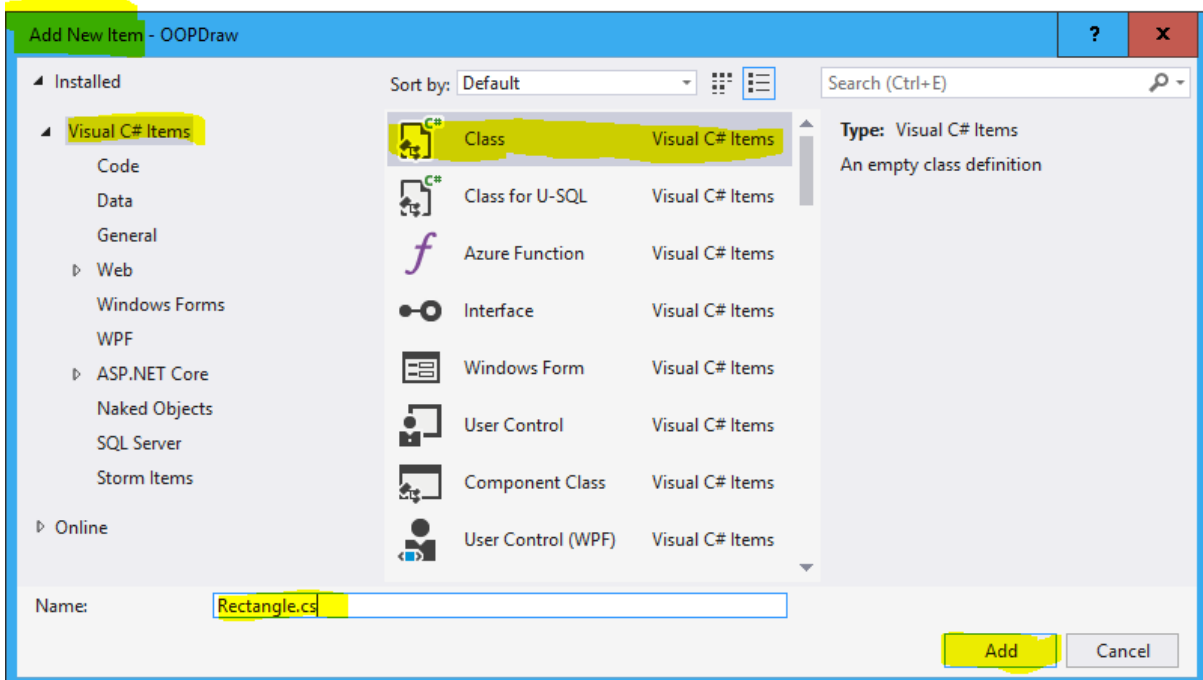 Add New Item - OOPDraw
? x
Installed
Sort by: Default
Search (Ctrl+E)
Visual C# Items
Code
Data
General
Web
Windows Forms
WPF
ASP.NET Core
Naked Objects
SQL Server
Storm Items
Online
C# Class Visual C# Items
C# Class for U-SQL Visual C# Items
Azure Function Visual C# Items
Interface Visual C# Items
Windows Form Visual C# Items
User Control Visual C# Items
Component Class Visual C# Items
User Control (WPF) Visual C# Items
Type: Visual C# Items
An empty class definition
Name: Rectangle.cs
Add Cancel